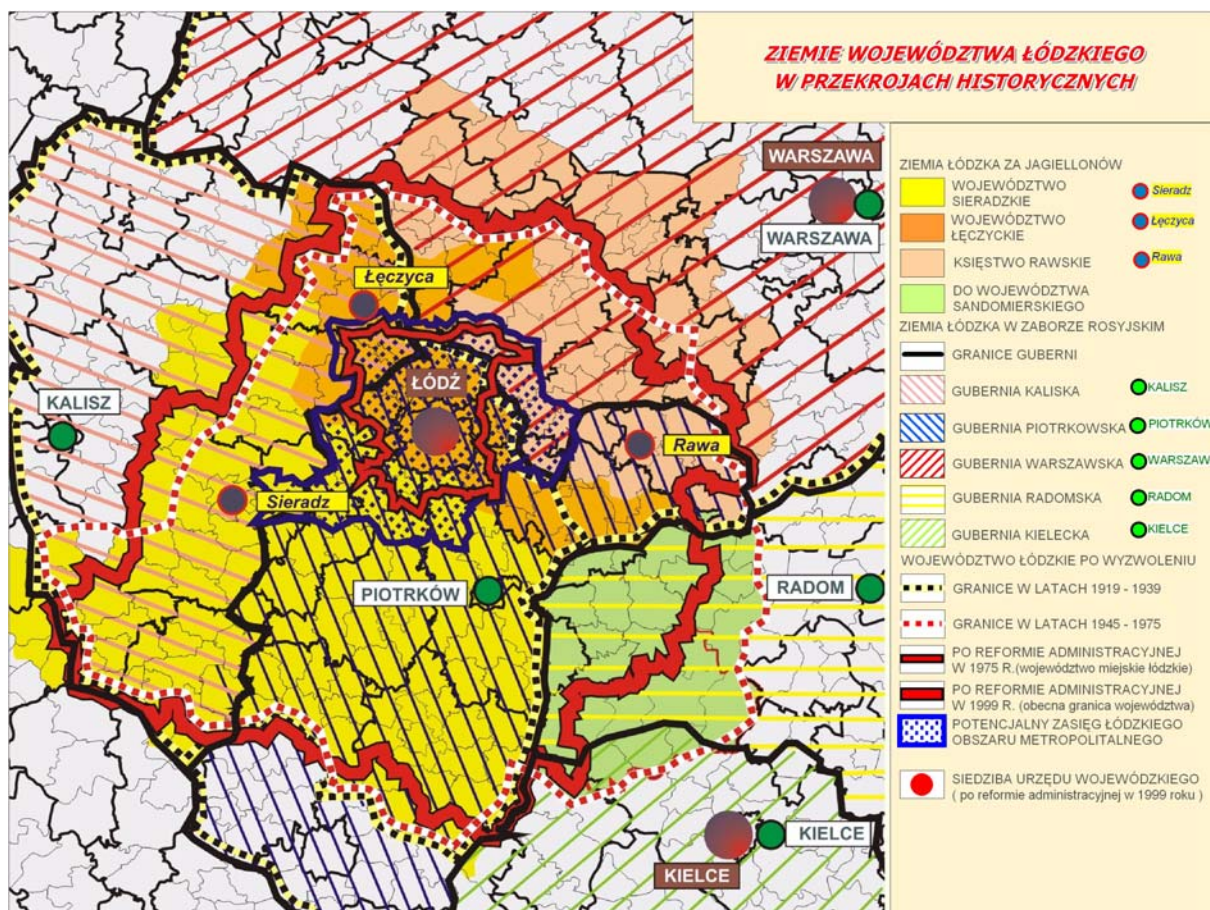 ZIEMIE WOJEWÓDZTWA ŁÓDZKIEGO
W PRZEKROJACH HISTORYCZNYCH
WARSZAWA
WARSZAWA
Łęczyca
ŁÓDŹ
KALISZ
Rawa
Sieradz
PIOTRKÓW
RADOM
KIELCE
KIELCE
ZIEMIA ŁÓDZKA ZA JAGIELLONÓW
WOJEWÓDZTWO
SIERADZKIE
Sieradz
WOJEWÓDZTWO
ŁĘCZYCKIE
Łęczyca
KSIĘSTWO RAWSKIE
Rawa
DO WOJEWÓDZTWA
SANDOMIERSKIEGO
ZIEMIA ŁÓDZKA W ZABORZE ROSYJSKIM
GRANICE GUBERNI
GUBERNIA KALISKA
KALISZ
GUBERNIA PIOTRKOWSKA
PIOTRKÓW
GUBERNIA WARSZAWSKA
WARSZAW
GUBERNIA RADOMSKA
RADOM
GUBERNIA KIELECKA
KIELCE
WOJEWÓDZTWO ŁÓDZKIE PO WYZWOLENIU
GRANICE W LATACH 1919 - 1939
GRANICE W LATACH 1945 - 1975
PO REFORMIE ADMINISTRACYJNEJ
W 1975 R.(województwo miejskie łódzkie)
PO REFORMIE ADMINISTRACYJNEJ
W 1999 R. (obecna granica województwa)
POTENCJALNY ZASIĘG ŁÓDZKIEGO
OBSZARU METROPOLITALNEGO
SIEDZIBA URZĘDU WOJEWÓDZKIEGO
( po reformie administracyjnej w 1999 roku )